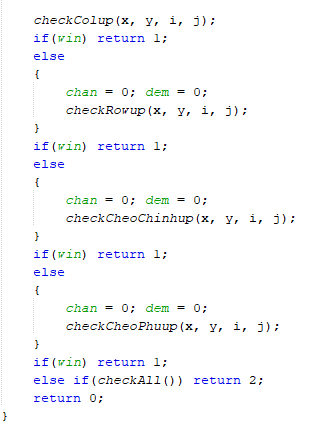 checkColup(x, y, i, j);
if(win) return 1;
else
{
chan = 0; dem = 0;
checkRowup(x, y, i, j);
}
if(win) return 1;
else
{
chan = 0; dem = 0;
checkCheoChinhup(x, y, i, j);
}
if(win) return 1;
else
{
chan = 0; dem = 0;
checkCheoPhuup(x, y, i, j);
}
if(win) return 1;
else if(checkAll()) return 2;
return 0;
}